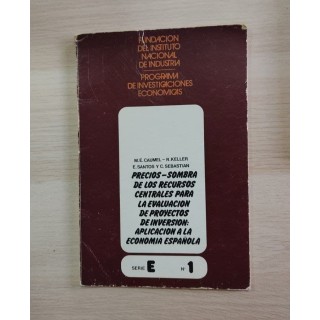 FUNDACION
DEL INSTITUTO
NACIONAL
DE INDUSTRIA
PROGRAMA
DE INVESTIGACIONES
ECONOMICAS
M.E. CAUMEL - N. KELLER
E. SANTOS Y C. SEBASTIAN
PRECIOS-SOMBRA
DE LOS RECURSOS
CENTRALES PARA
LA EVALUACION
DE PROYECTOS
DE INVERSION:
APLICACION A LA
ECONOMIA ESPAÑOLA
SERIE E Nº 1